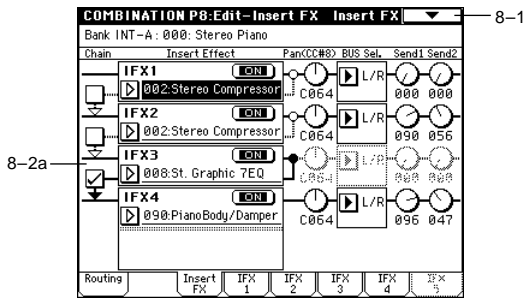 COMBINATION P8:Edit-Insert FX Insert FX
8-1
Bank INT-A: 000: Stereo Piano
Chain Insert Effect Pan(CC#8) BUS Sel. Send1 Send2
IFX1 ON
002:Stereo Compressor C064 L/R 000 000
IFX2 ON
002:Stereo Compressor C064 L/R 090 056
8-2a
IFX3 ON
008:St. Graphic 7EQ C064 L/R 000 000
IFX4 ON
090:PianoBody/Damper C064 L/R 096 047
Routing Insert FX IFX 1 IFX 2 IFX 3 IFX 4 IFX 5